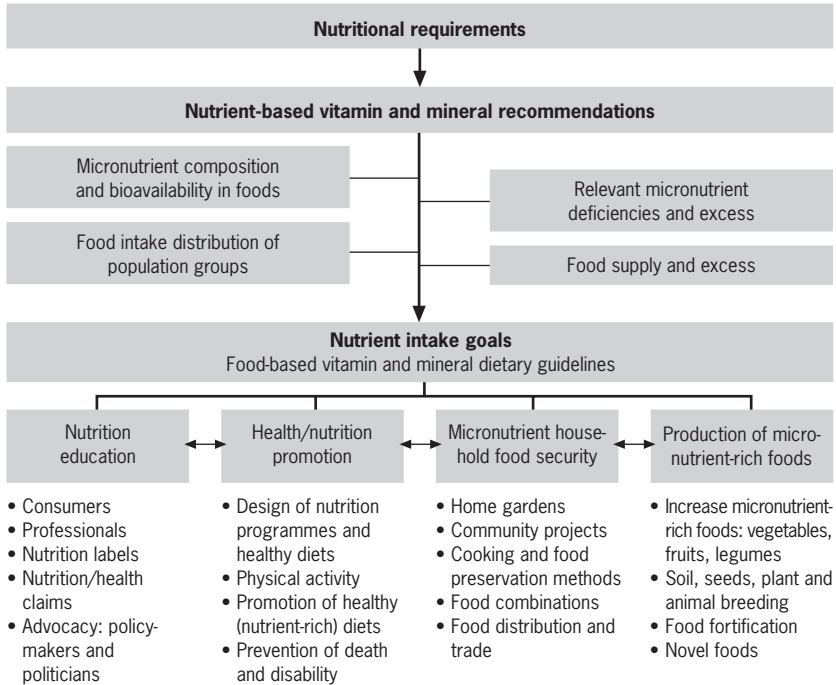 Nutritional requirements
Nutrient-based vitamin and mineral recommendations
Micronutrient composition
and bioavailability in foods
Relevant micronutrient
deficiencies and excess
Food intake distribution of
population groups
Food supply and excess
Nutrient intake goals
Food-based vitamin and mineral dietary guidelines
Nutrition
education
Health/nutrition
promotion
Micronutrient house-
hold food security
Production of micro-
nutrient-rich foods
• Consumers
• Professionals
• Nutrition labels
• Nutrition/health
claims
• Advocacy: policy-
makers and
politicians
• Design of nutrition
programmes and
healthy diets
• Physical activity
• Promotion of healthy
(nutrient-rich) diets
• Prevention of death
and disability
• Home gardens
• Community projects
• Cooking and food
preservation methods
• Food combinations
• Food distribution and
trade
• Increase micronutrient-
rich foods: vegetables,
fruits, legumes
• Soil, seeds, plant and
animal breeding
• Food fortification
• Novel foods